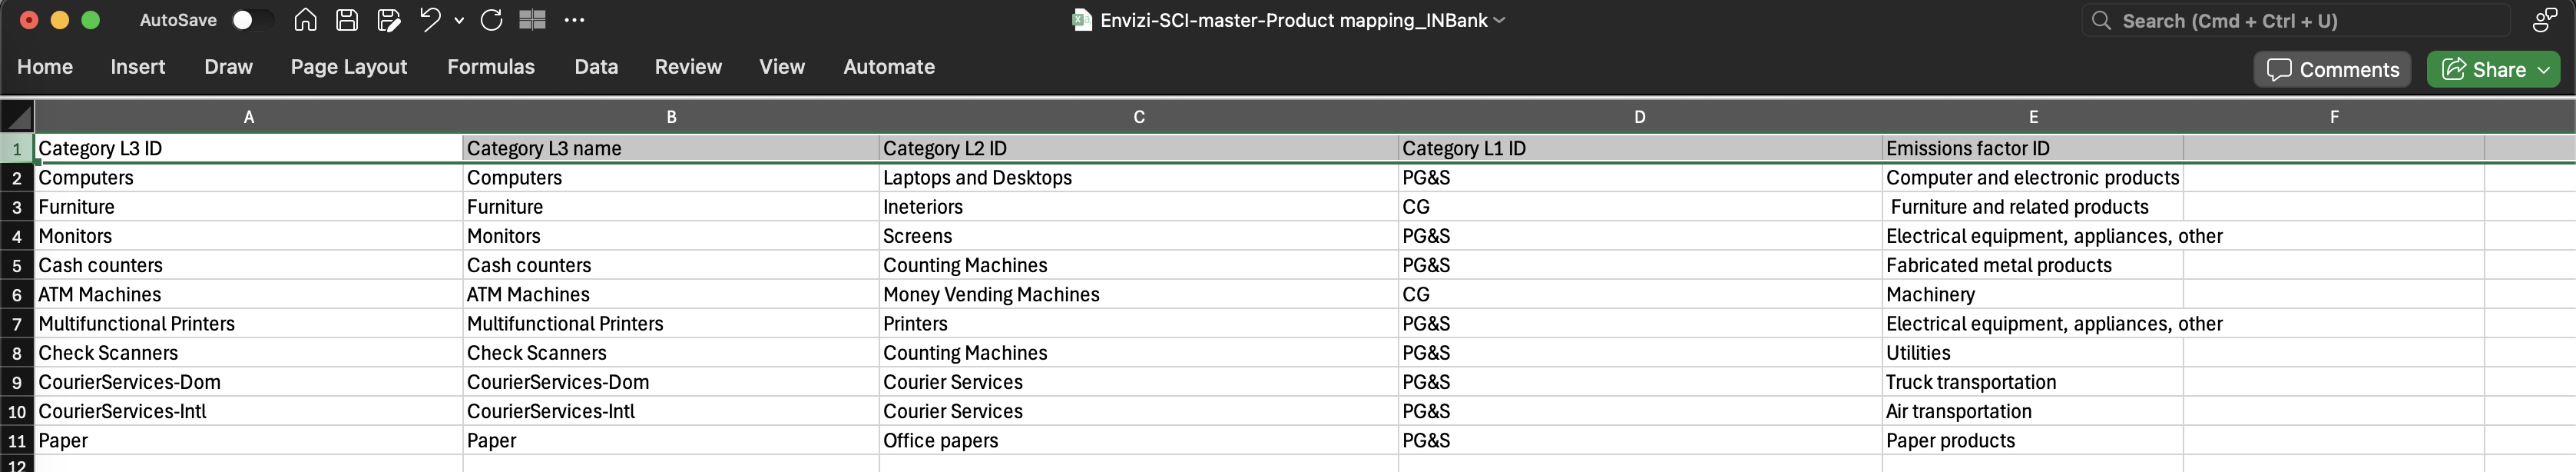 AutoSave
Envizi-SCI-master-Product mapping_INBank
Search (Cmd + Ctrl + U)
Home Insert Draw Page Layout Formulas Data Review View Automate
Comments Share
A B C D E F
1 Category L3 ID Category L3 name Category L2 ID Category L1 ID Emissions factor ID
2 Computers Computers Laptops and Desktops PG&S Computer and electronic products
3 Furniture Furniture Ineteriors CG Furniture and related products
4 Monitors Monitors Screens PG&S Electrical equipment, appliances, other
5 Cash counters Cash counters Counting Machines PG&S Fabricated metal products
6 ATM Machines ATM Machines Money Vending Machines CG Machinery
7 Multifunctional Printers Multifunctional Printers Printers PG&S Electrical equipment, appliances, other
8 Check Scanners Check Scanners Counting Machines PG&S Utilities
9 CourierServices-Dom CourierServices-Dom Courier Services PG&S Truck transportation
10 CourierServices-Intl CourierServices-Intl Courier Services PG&S Air transportation
11 Paper Paper Office papers PG&S Paper products
12